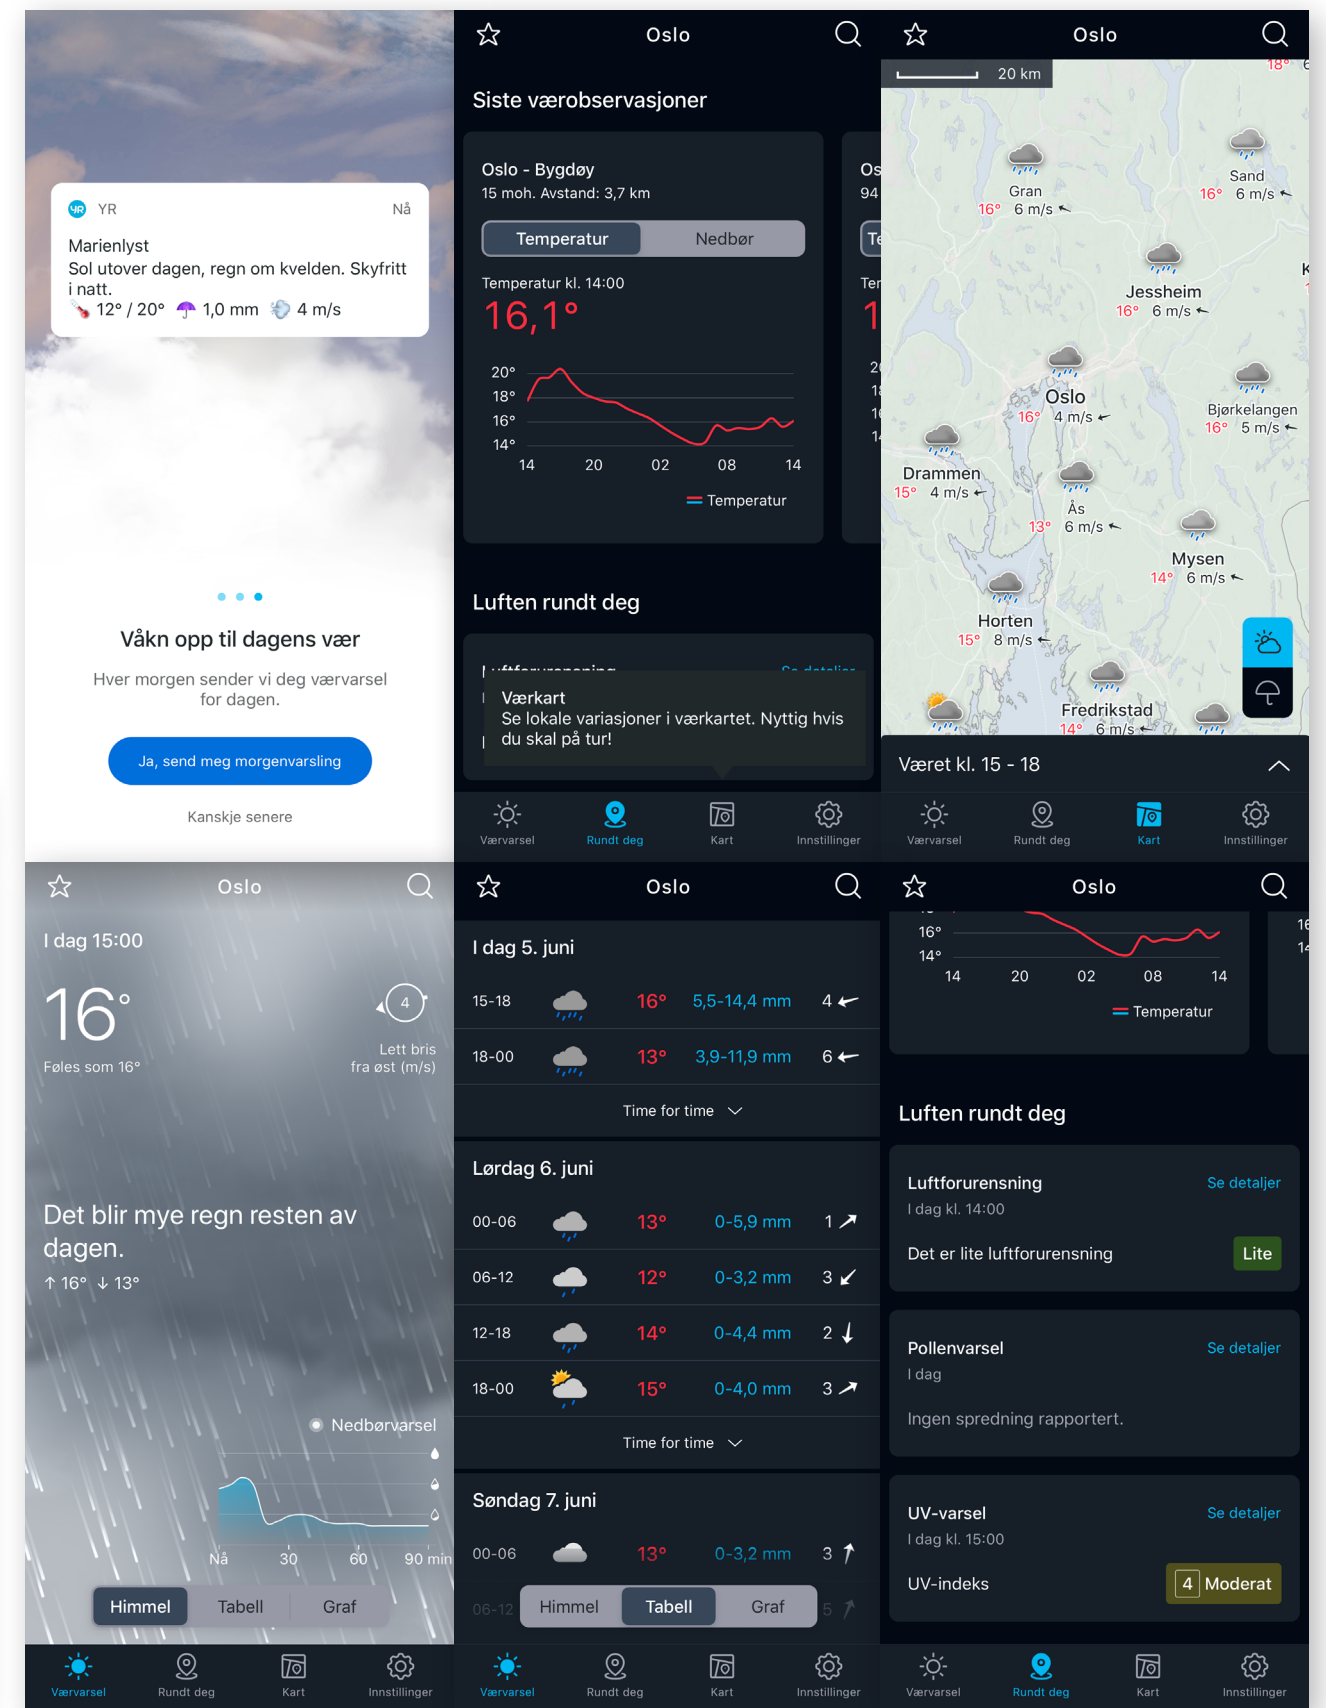 YR
Nå
Marienlyst
Sol utover dagen, regn om kvelden. Skyfritt
i natt.
12° / 20° 1,0 mm 4 m/s
Våkn opp til dagens vær
Hver morgen sender vi deg værvarsel
for dagen.
Ja, send meg morgenvarsling
Kanskje senere
Oslo
Siste værobservasjoner
Oslo - Bygdøy
15 moh. Avstand: 3,7 km
Temperatur Nedbør
Temperatur kl. 14:00
16,1°
20°
18°
16°
14°
14 20 02 08 14
Temperatur
Os
94
Te
Ter
1
Luften rundt deg
Luftforurensning Se detaljer
Værkart
Se lokale variasjoner i værkartet. Nyttig hvis
du skal på tur!
Værvarsel Rundt deg Kart Innstillinger
Oslo
20 km
18° 6
Sand
16° 6 m/s
Gran
16° 6 m/s
Jessheim
16° 6 m/s
K
Oslo
16° 4 m/s
Bjørkelangen
16° 5 m/s
Drammen
15° 4 m/s
Ås
13° 6 m/s
Mysen
14° 6 m/s
Horten
15° 8 m/s
Fredrikstad
14° 6 m/s
Været kl. 15 - 18
Værvarsel Rundt deg Kart Innstillinger
Oslo
I dag 15:00
16°
Føles som 16°
4
Lett bris
fra øst (m/s)
Det blir mye regn resten av
dagen.
↑ 16° ↓ 13°
Nedbørvarsel
Nå 30 60 90 min
Himmel Tabell Graf
Værvarsel Rundt deg Kart Innstillinger
Oslo
I dag 5. juni
15-18 16° 5,5-14,4 mm 4
18-00 13° 3,9-11,9 mm 6
Time for time
Lørdag 6. juni
00-06 13° 0-5,9 mm 1
06-12 12° 0-3,2 mm 3
12-18 14° 0-4,4 mm 2
18-00 15° 0-4,0 mm 3
Time for time
Søndag 7. juni
00-06 13° 0-3,2 mm 3
06-12 5
Himmel Tabell Graf
Værvarsel Rundt deg Kart Innstillinger
Oslo
16°
14°
14 20 02 08 14
Temperatur
Luften rundt deg
Luftforurensning Se detaljer
I dag kl. 14:00
Det er lite luftforurensning Lite
Pollenvarsel Se detaljer
I dag
Ingen spredning rapportert.
UV-varsel Se detaljer
I dag kl. 15:00
UV-indeks 4 Moderat
Værvarsel Rundt deg Kart Innstillinger